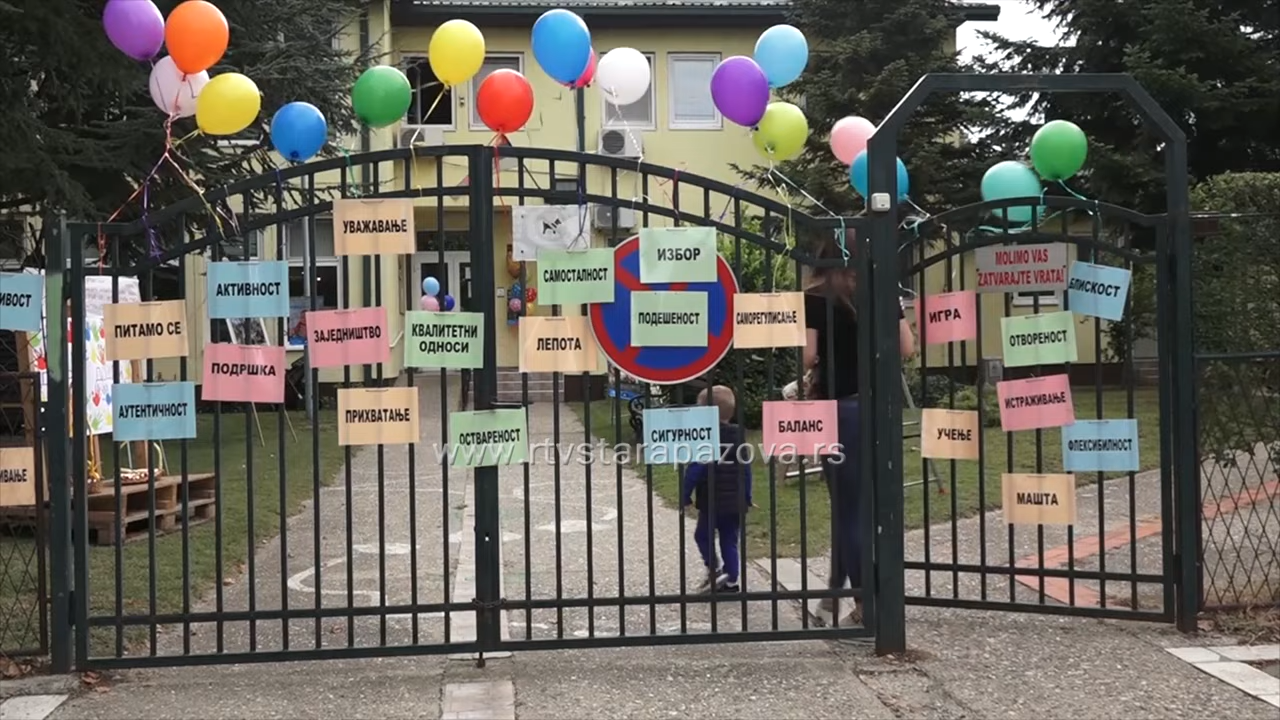 УВАЖАВАЊЕ
АКТИВНОСТ
ПИТАМО СЕ
ПОДРШКА
АУТЕНТИЧНОСТ
ЗАЈЕДНИШТВО
ПРИХВАТАЊЕ
КВАЛИТЕТНИ
ОДНОСИ
ОСТВАРЕНОСТ
САМОСТАЛНОСТ
ЛЕПОТА
ИЗБОР
ПОДЕШЕНОСТ
СИГУРНОСТ
САМОРЕГУЛИСАЊЕ
БАЛАНС
MOLIMO VAS
"ZATVARAJTE VRATA!"
БЛИСКОСТ
ИГРА
ОТВОРЕНОСТ
ИСТРАЖИВАЊЕ
УЧЕЊЕ
ФЛЕКСИБИЛНОСТ
МАШТА
www.rtvstarapazova.rs